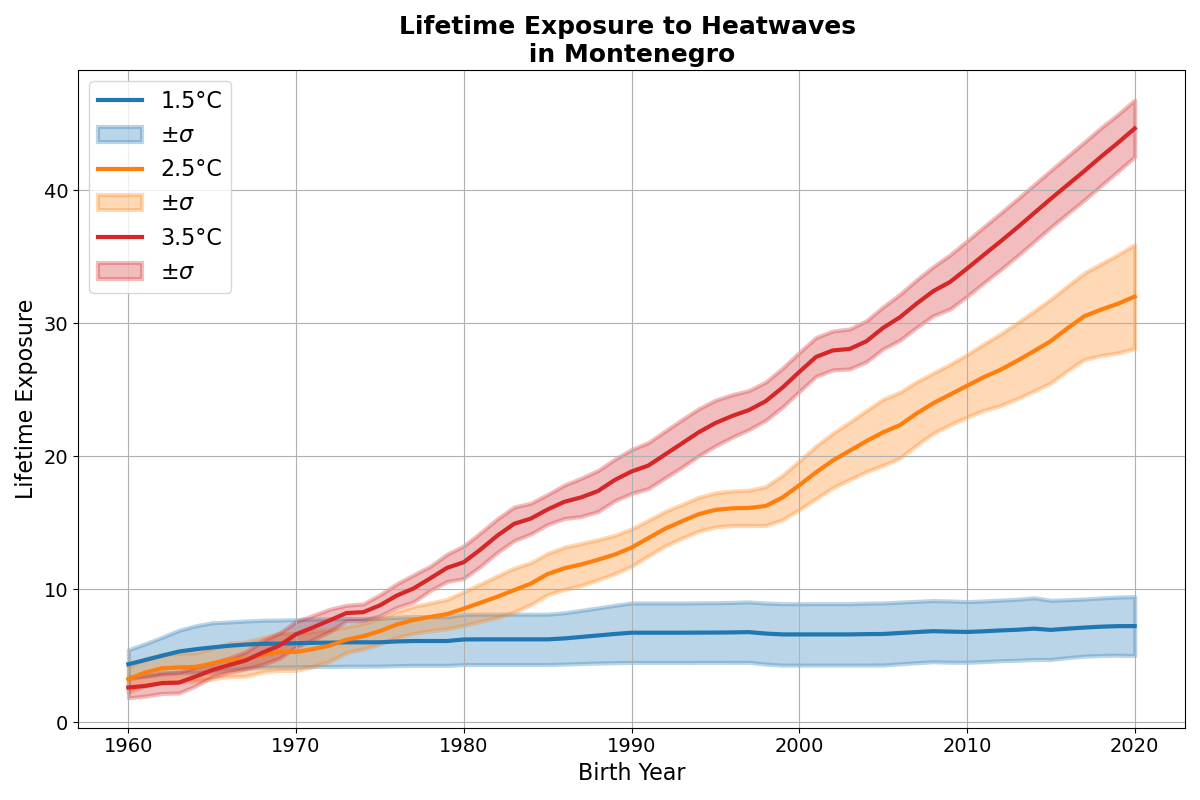 Lifetime Exposure to Heatwaves
in Montenegro
1.5°C
±σ
2.5°C
±σ
3.5°C
±σ
Lifetime Exposure
40
30
20
10
0
1960 1970 1980 1990 2000 2010 2020
Birth Year